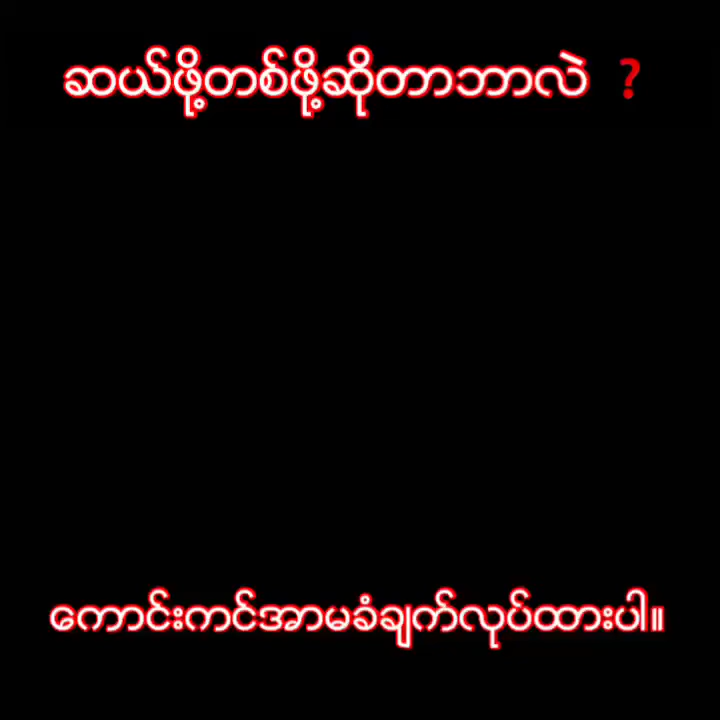 ဆယ်ဖို့တစ်ဖို့ဆိုတာဘာလဲ ?
ကောင်းကင်အာမခံချက်လုပ်ထားပါ။